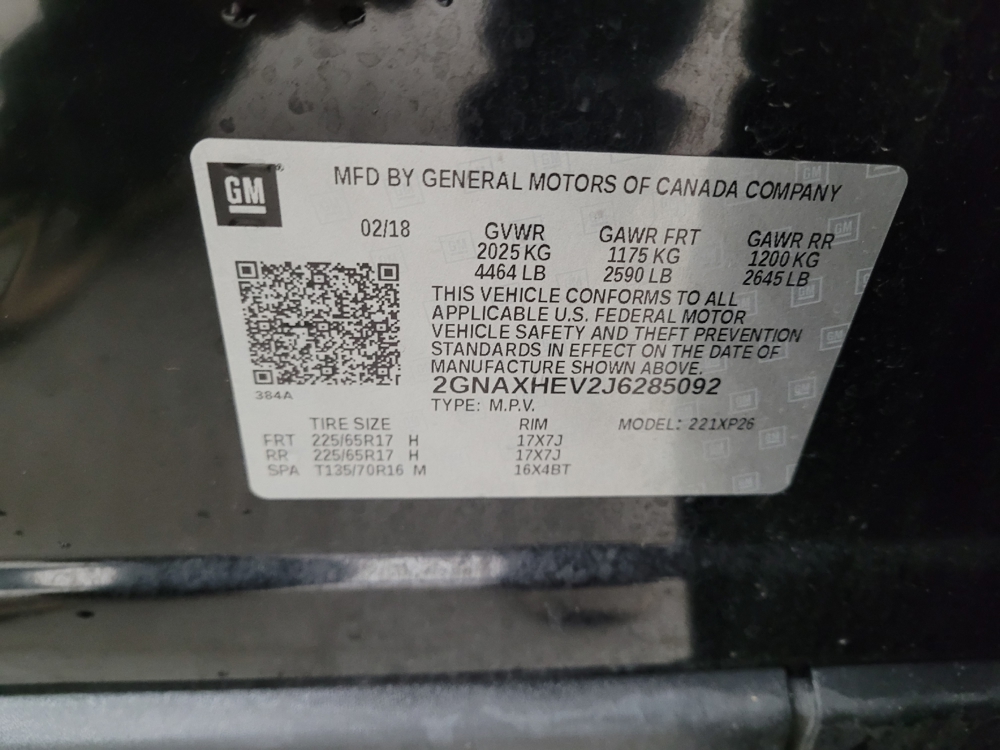 GM
MFD BY GENERAL MOTORS OF CANADA COMPANY
02/18
GVWR
2025 KG
4464 LB
GAWR FRT
1175 KG
2590 LB
GAWR RR
1200 KG
2645 LB
THIS VEHICLE CONFORMS TO ALL
APPLICABLE U.S. FEDERAL MOTOR
VEHICLE SAFETY AND THEFT PREVENTION
STANDARDS IN EFFECT ON THE DATE OF
MANUFACTURE SHOWN ABOVE.
2GNAXHEV2J6285092
TYPE: M.P.V.
384A
TIRE SIZE RIM MODEL: 221XP26
FRT 225/65R17 H 17X7J
RR 225/65R17 H 17X7J
SPA T135/70R16 M 16X4BT